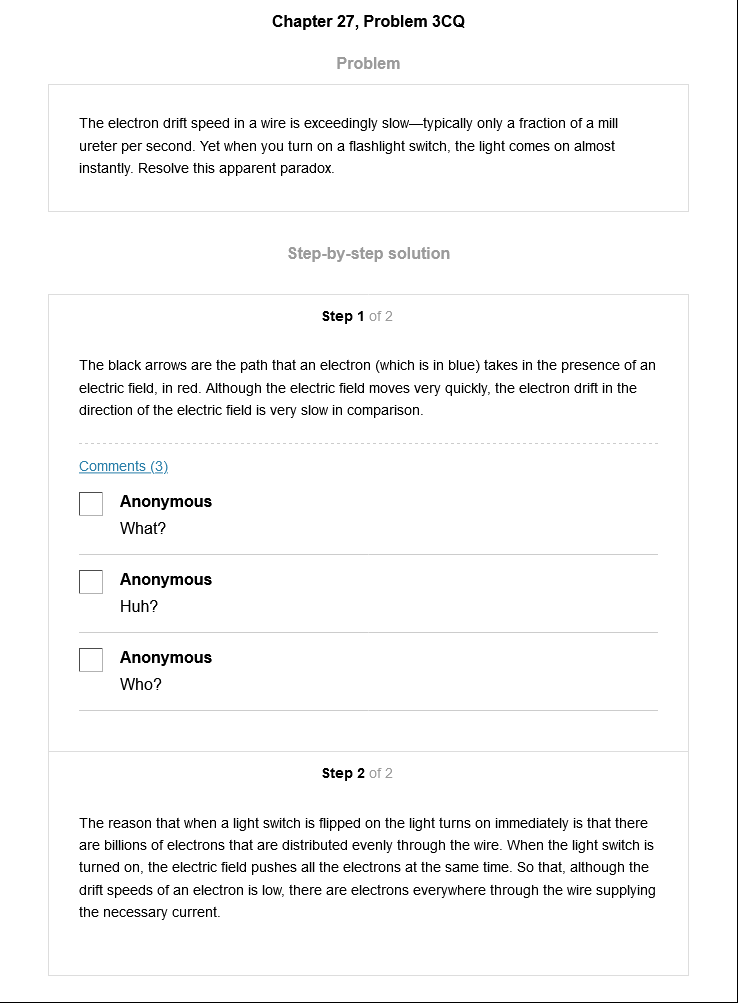 Chapter 27, Problem 3CQ
Problem
The electron drift speed in a wire is exceedingly slow—typically only a fraction of a mill
ureter per second. Yet when you turn on a flashlight switch, the light comes on almost
instantly. Resolve this apparent paradox.
Step-by-step solution
Step 1 of 2
The black arrows are the path that an electron (which is in blue) takes in the presence of an
electric field, in red. Although the electric field moves very quickly, the electron drift in the
direction of the electric field is very slow in comparison.
Comments (3)
Anonymous
What?
Anonymous
Huh?
Anonymous
Who?
Step 2 of 2
The reason that when a light switch is flipped on the light turns on immediately is that there
are billions of electrons that are distributed evenly through the wire. When the light switch is
turned on, the electric field pushes all the electrons at the same time. So that, although the
drift speeds of an electron is low, there are electrons everywhere through the wire supplying
the necessary current.